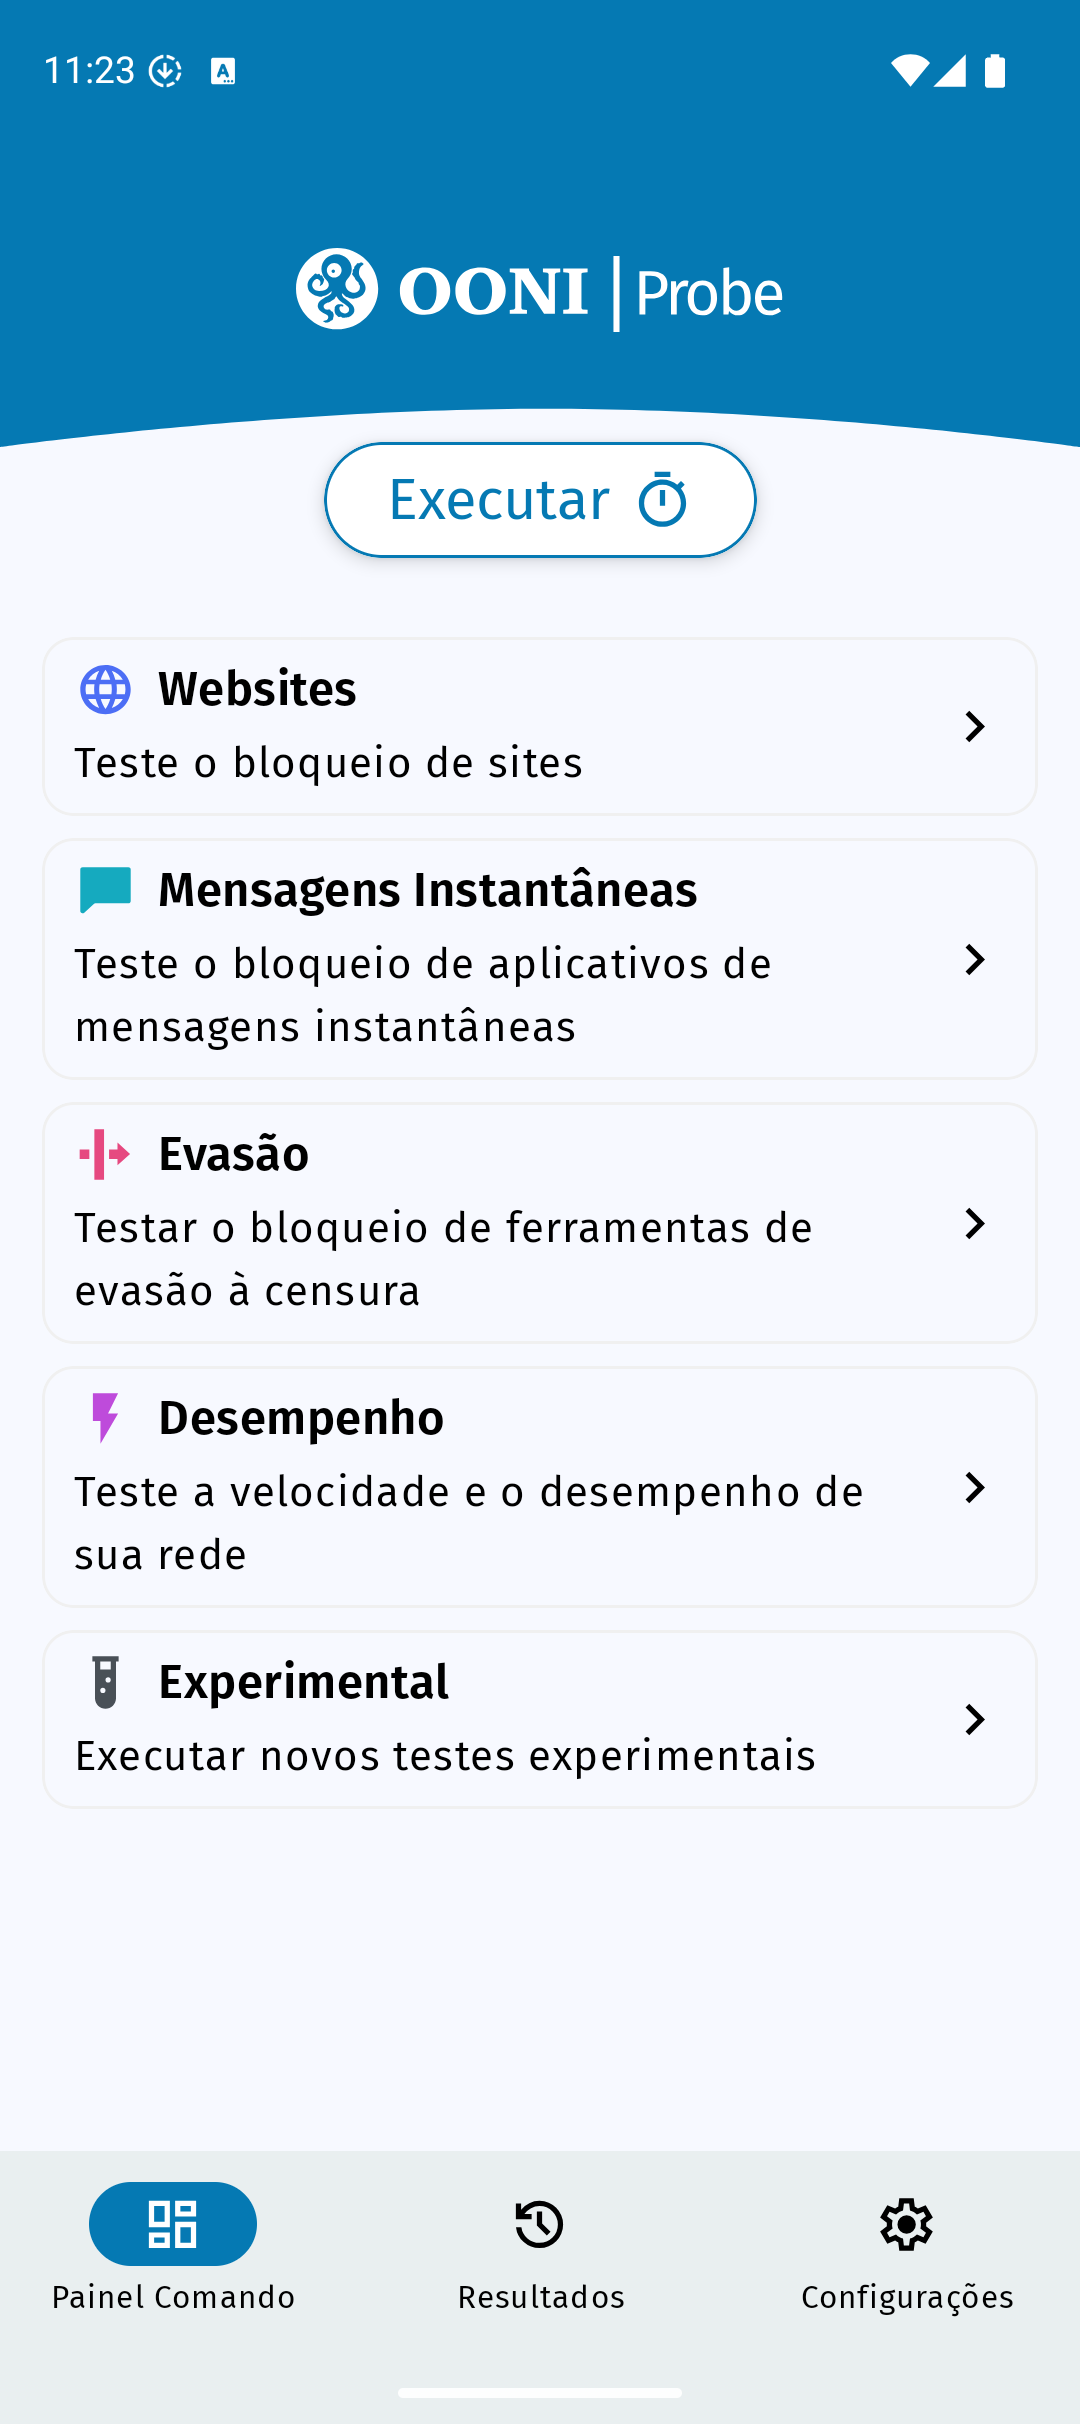 11:23
OONI Probe
Executar
Websites
Teste o bloqueio de sites
Mensagens Instantâneas
Teste o bloqueio de aplicativos de
mensagens instantâneas
Evasão
Testar o bloqueio de ferramentas de
evasão à censura
Desempenho
Teste a velocidade e o desempenho de
sua rede
Experimental
Executar novos testes experimentais
Painel Comando
Resultados
Configurações